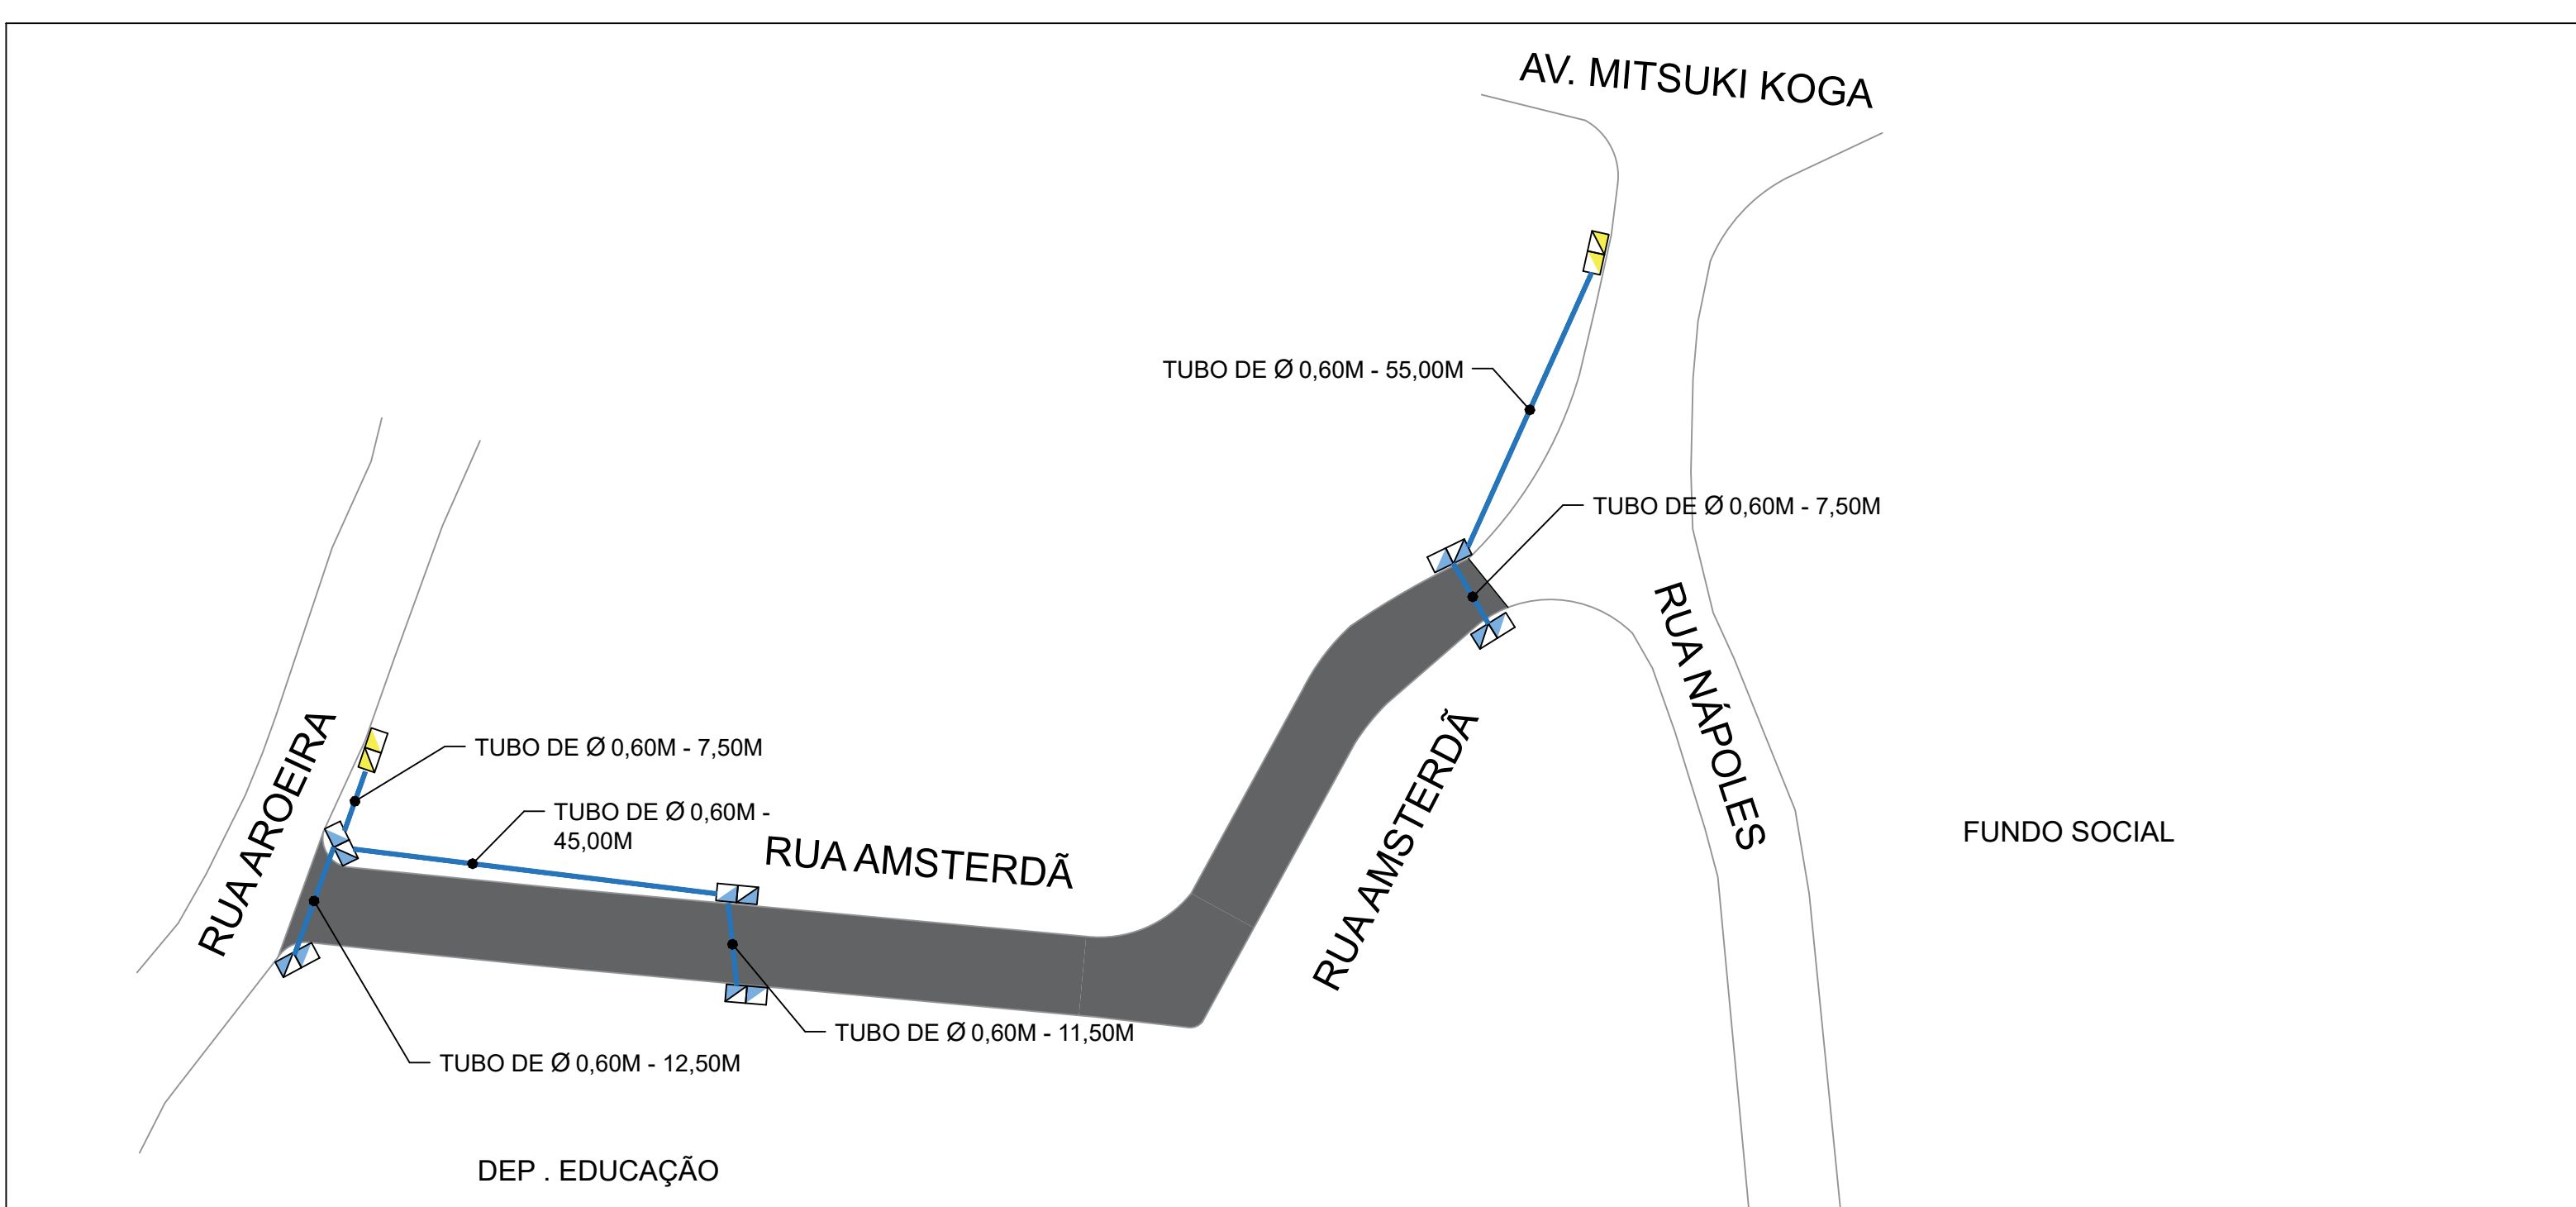 AV. MITSUKI KOGA
TUBO DE Ø 0,60M - 55,00M
TUBO DE Ø 0,60M - 7,50M
RUA NÁPOLES
RUA AROEIRA
TUBO DE Ø 0,60M - 7,50M
TUBO DE Ø 0,60M -
45,00M
RUA AMSTERDÃ
RUA AMSTERDÃ
FUNDO SOCIAL
TUBO DE Ø 0,60M - 11,50M
TUBO DE Ø 0,60M - 12,50M
DEP . EDUCAÇÃO